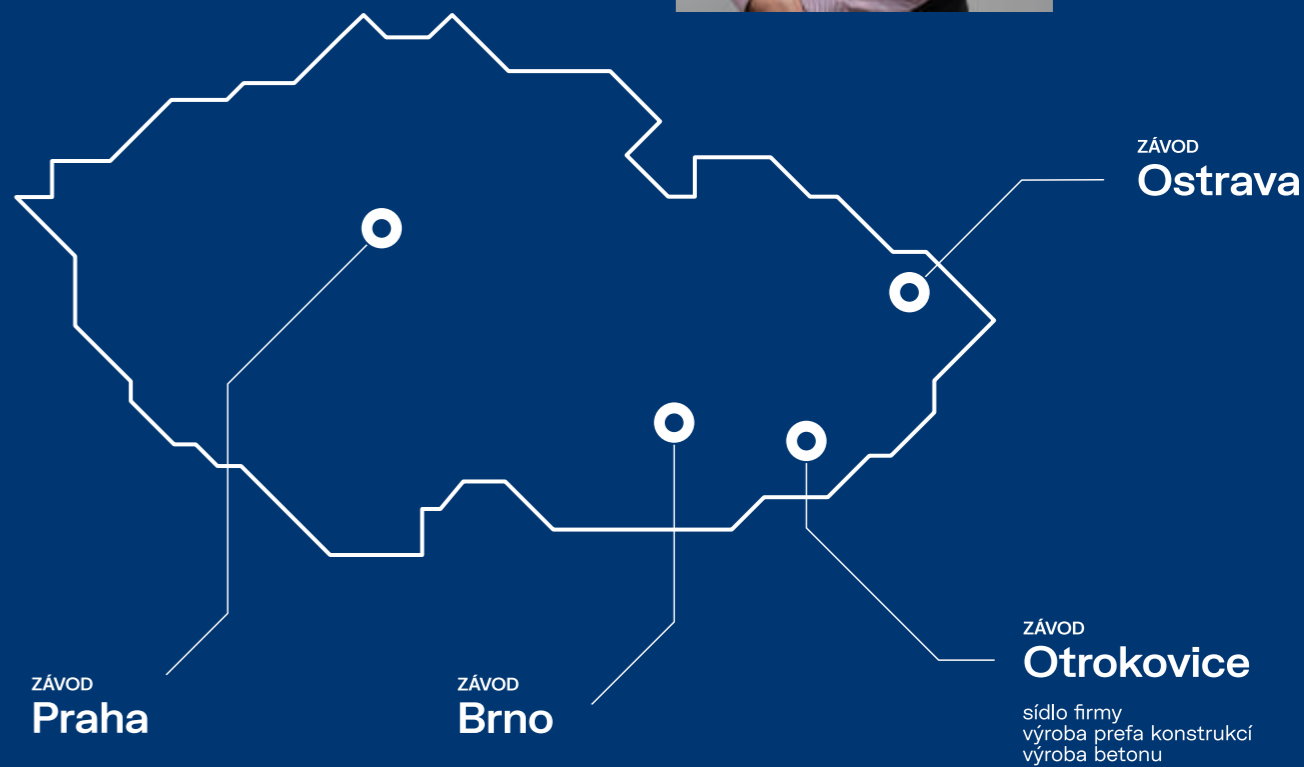 ZÁVOD
Ostrava
ZÁVOD
Praha
ZÁVOD
Brno
ZÁVOD
Otrokovice
sídlo firmy
výroba prefa konstrukcí
výroba betonu